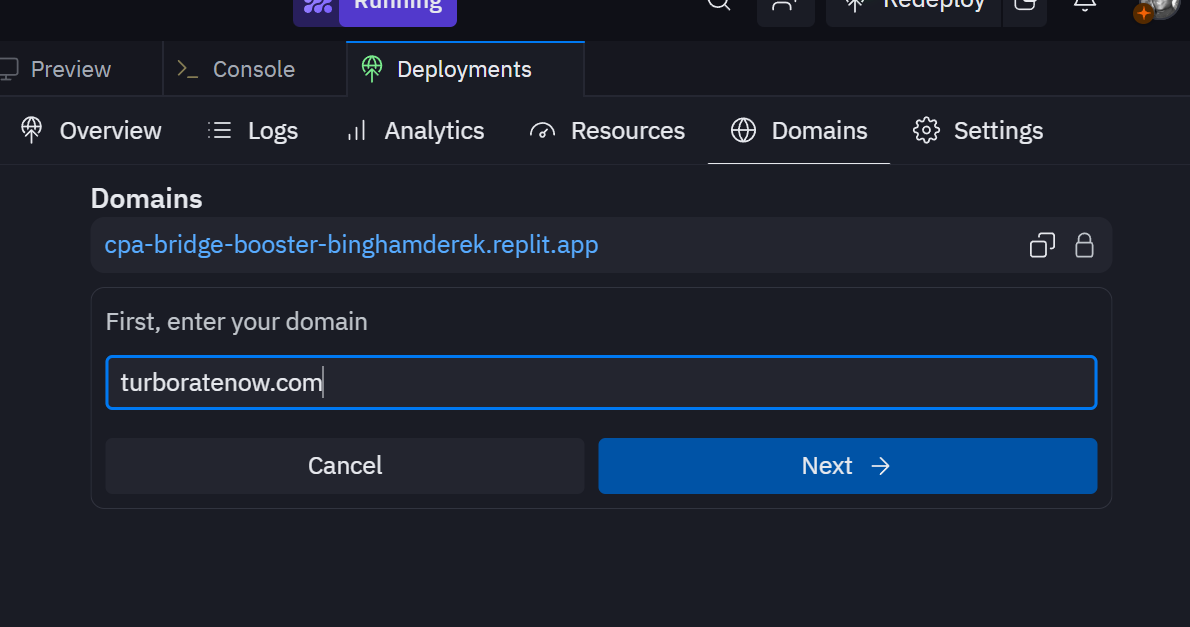 Running
Redeploy
Preview
Console
Deployments
Overview
Logs
Analytics
Resources
Domains
Settings
Domains
cpa-bridge-booster-binghamderek.replit.app
First, enter your domain
turboratenow.com
Cancel
Next